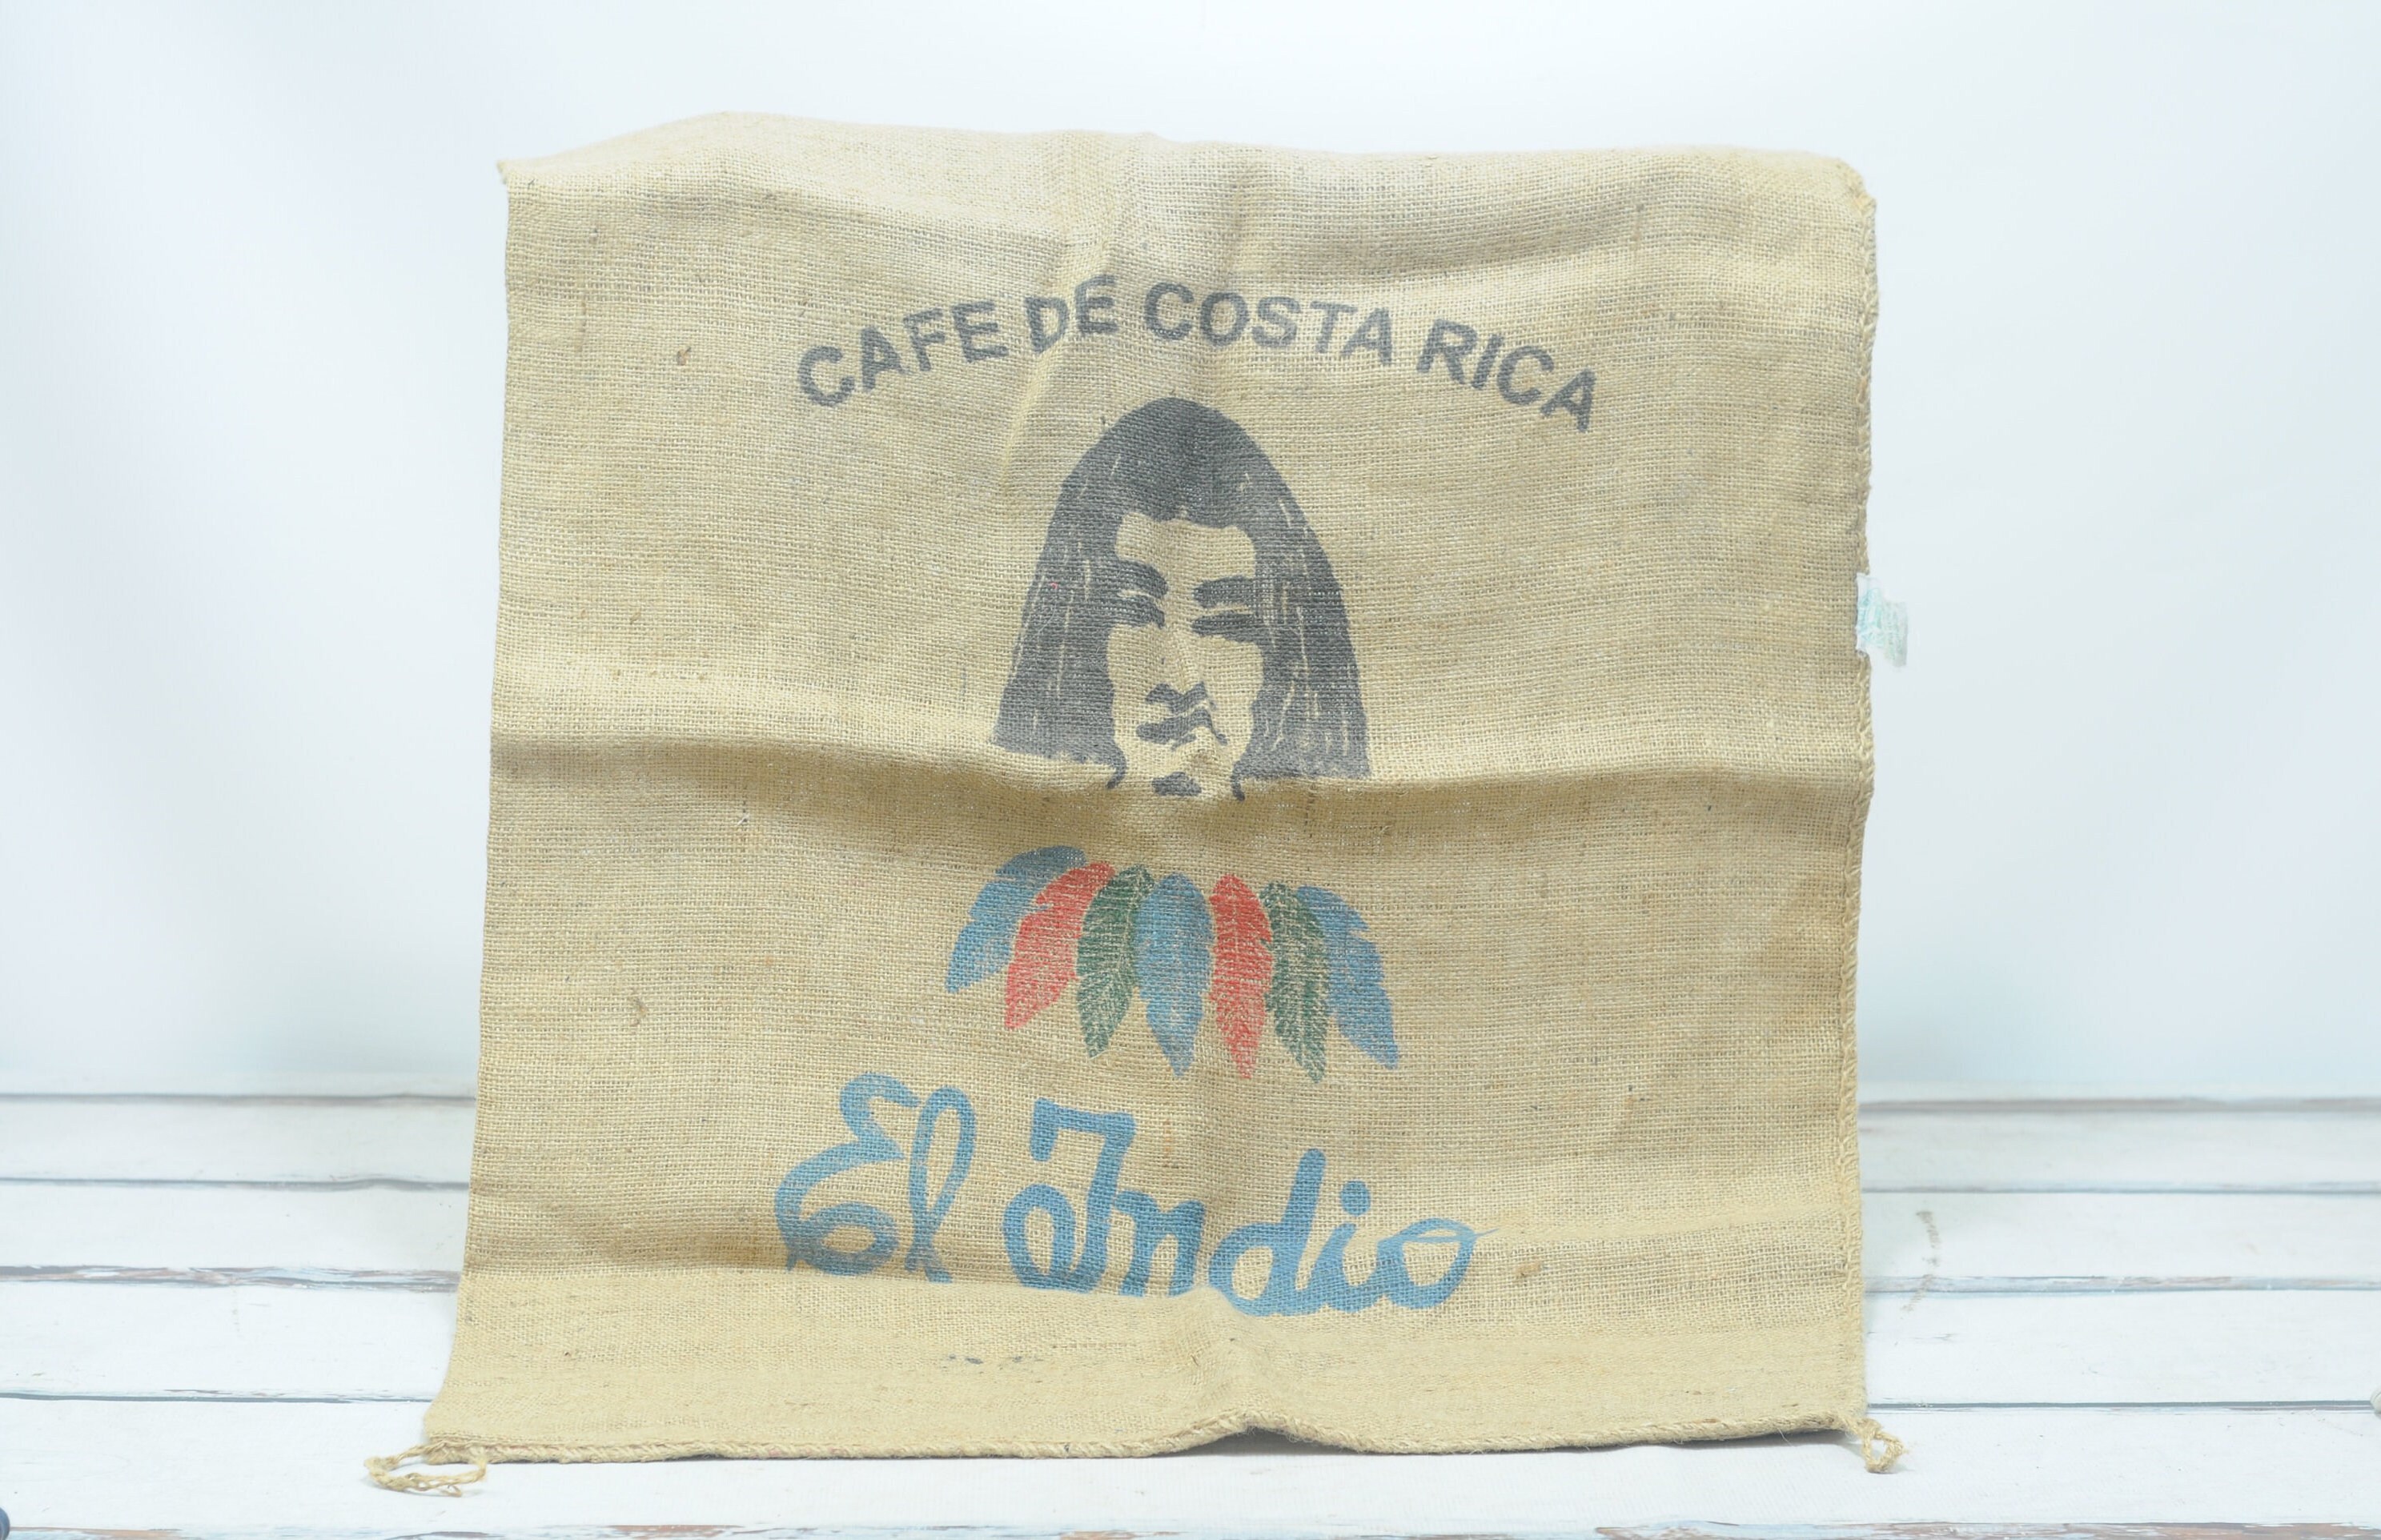 CAFE DE COSTA RICA
El Indio